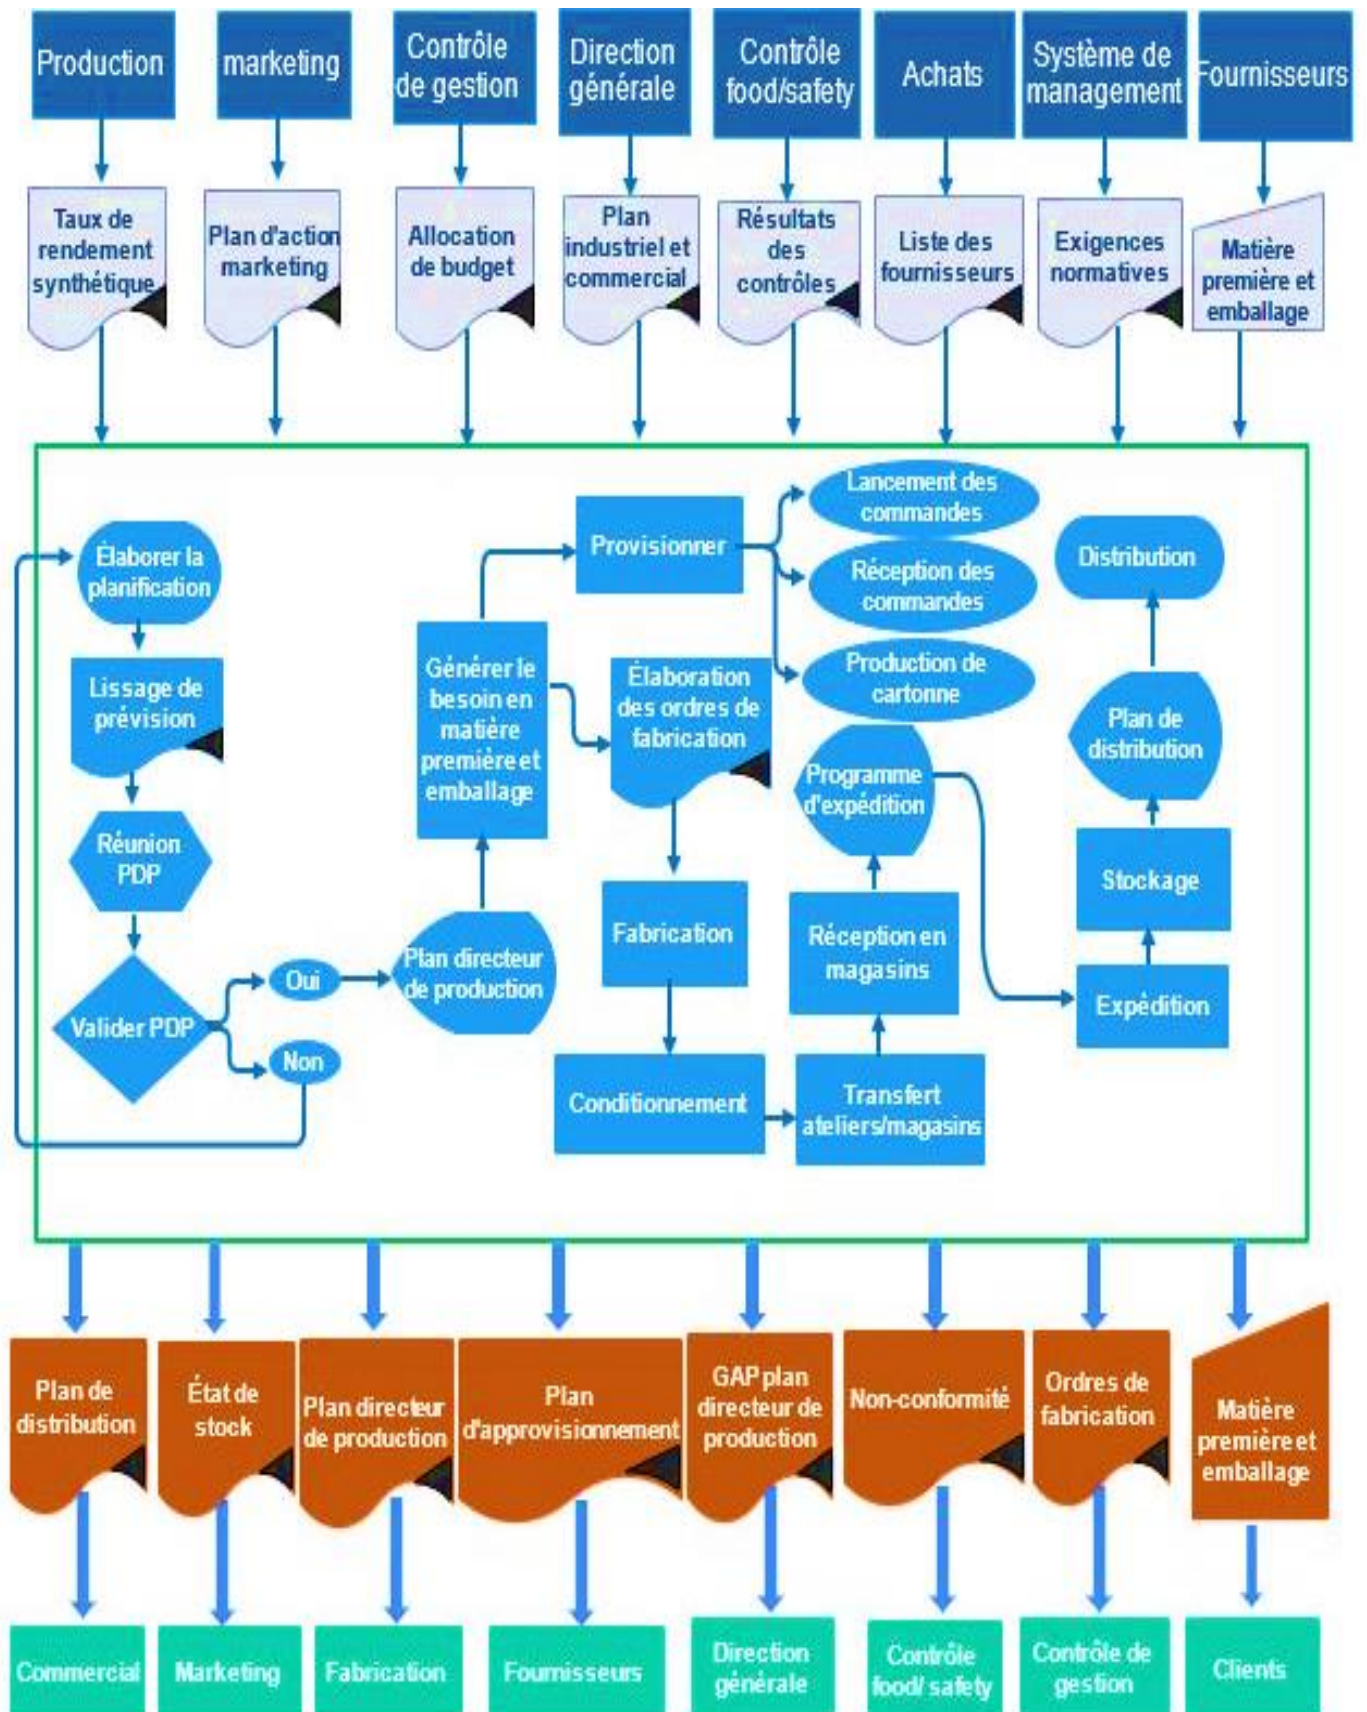 Production
marketing
Contrôle
de gestion
Direction
générale
Contrôle
food/safety
Achats
Système de
management
Fournisseurs
Taux de
rendement
synthétique
Plan d'action
marketing
Allocation
de budget
Plan
industriel et
commercial
Résultats
des
contrôles
Liste des
fournisseurs
Exigences
normatives
Matière
première et
emballage
Élaborer la
planification
Lissage de
prévision
Réunion
PDP
Valider PDP
Oui
Non
Plan directeur
de production
Générer le
besoin en
matière
première et
emballage
Provisionner
Lancement des
commandes
Réception des
commandes
Production de
cartonne
Élaboration
des ordres de
fabrication
Fabrication
Conditionnement
Transfert
ateliers/magasins
Réception en
magasins
Programme
d'expédition
Expédition
Stockage
Plan de
distribution
Distribution
Plan de
distribution
État de
stock
Plan directeur
de production
Plan
d'approvisionnement
GAP plan
directeur de
production
Non-conformité
Ordres de
fabrication
Matière
première et
emballage
Commercial
Marketing
Fabrication
Fournisseurs
Direction
générale
Contrôle
food/ safety
Contrôle de
gestion
Clients